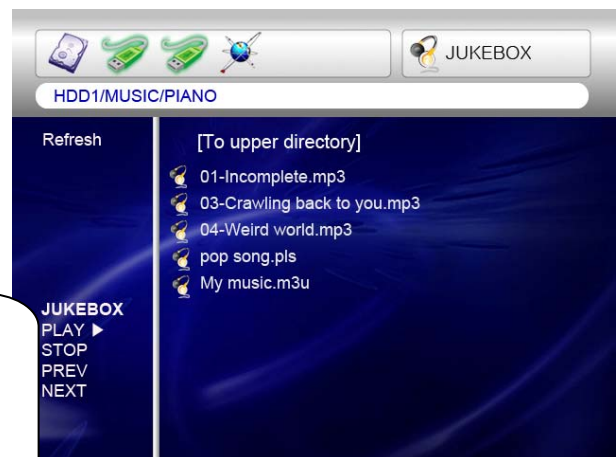 JUKEBOX
HDD1/MUSIC/PIANO
Refresh
[To upper directory]
01-Incomplete.mp3
03-Crawling back to you.mp3
04-Weird world.mp3
pop song.pls
My music.m3u
JUKEBOX
PLAY ▶
STOP
PREV
NEXT